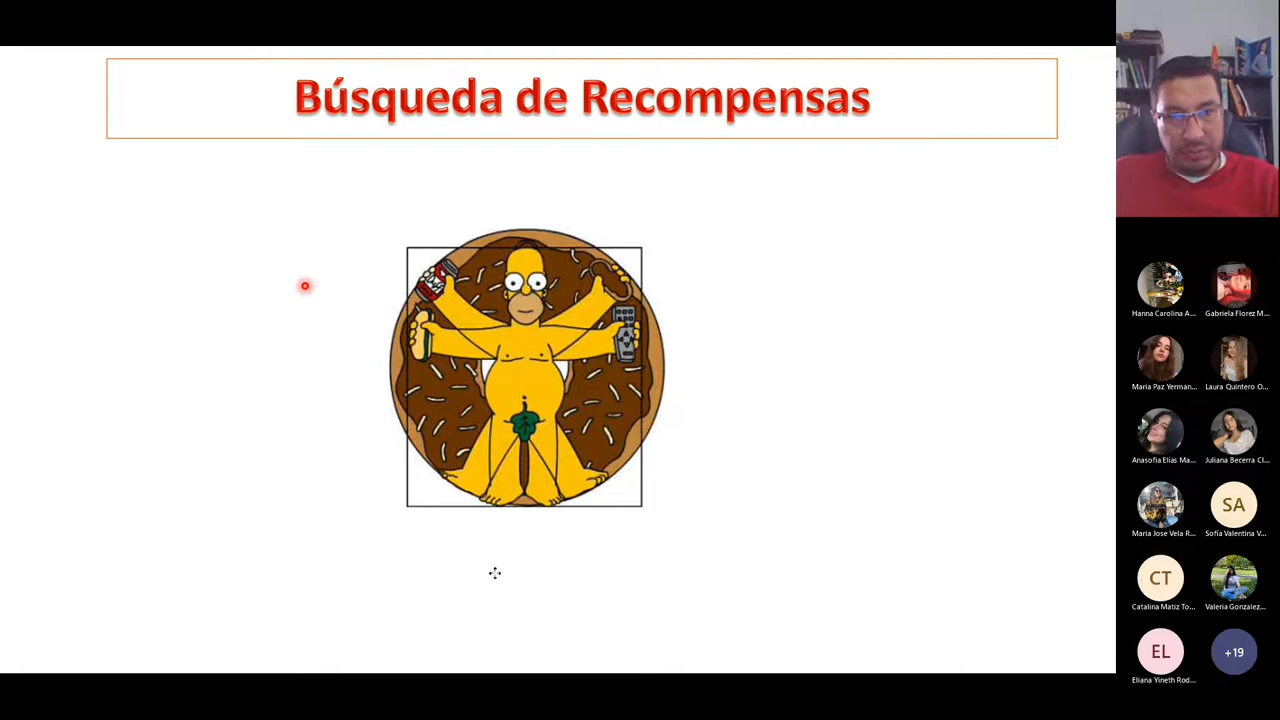 Búsqueda de Recompensas
Hanna Carolina A...
Gabriela Florez M...
Maria Paz Yerman...
Laura Quintero O...
Anasofia Elias Ma...
Juliana Becerra Cl...
Maria Jose Vela R...
SA
Sofía Valentina V...
CT
Catalina Matiz To...
Valeria Gonzalez...
EL
Eliana Yineth Rod...
+19